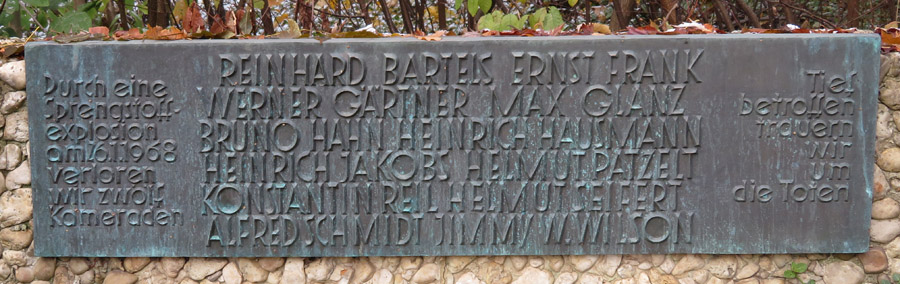 Durch eine
Sprengstoff-
explosion
am 16.1.1968
verloren
wir zwölf
Kameraden
REINHARD BARTELS ERNST FRANK
WERNER GÄRTNER MAX GLANZ
BRUNO HAHN HEINRICH HAUSMANN
HEINRICH JAKOBS HELMUT PATZELT
KONSTANTIN REIL HELMUT SEIFERT
ALFRED SCHMIDT JIMMY W. WILSON
Tief
betroffen
trauern
wir
um
die Toten